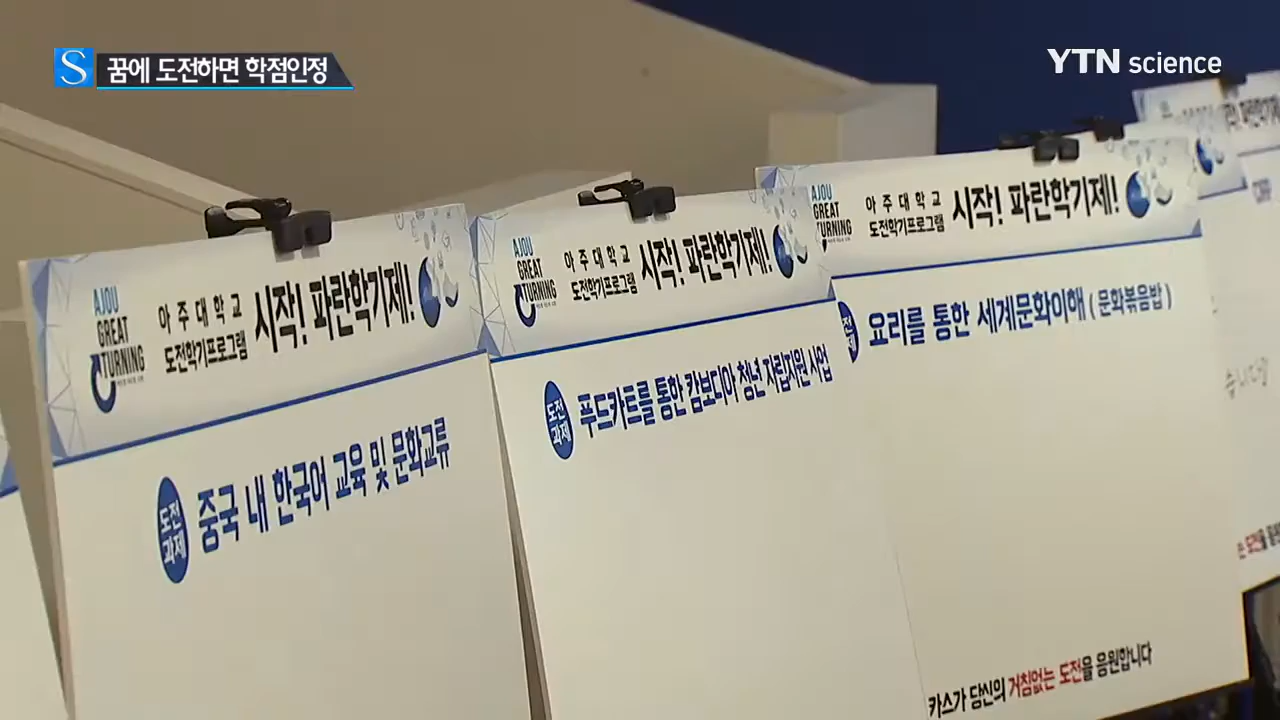 꿈에 도전하면 학점인정
YTN science
AJOU
GREAT
TURNING
아주대학교
도전학기프로그램
시작! 파란학기제!
도전
과제
중국 내 한국어 교육 및 문화교류
AJOU
GREAT
TURNING
아주대학교
도전학기프로그램
시작! 파란학기제!
도전
과제
푸드카트를 통한 캄보디아 청년 자립지원 사업
AJOU
GREAT
TURNING
아주대학교
도전학기프로그램
시작! 파란학기제!
요리를 통한 세계문화이해 ( 문화볶음밥 )
카스가 당신의 거침없는 도전을 응원합니다
습니다